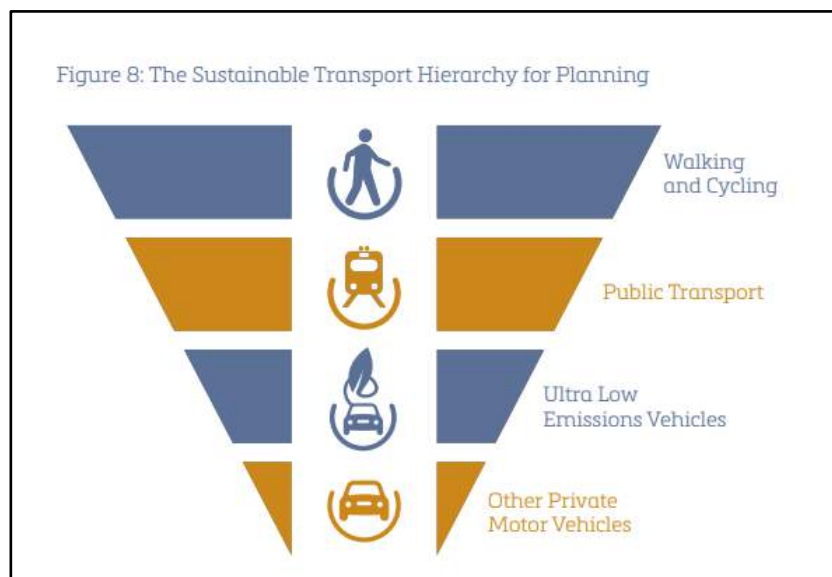 Figure 8: The Sustainable Transport Hierarchy for Planning
Walking
and Cycling
Public Transport
Ultra Low
Emissions Vehicles
Other Private
Motor Vehicles